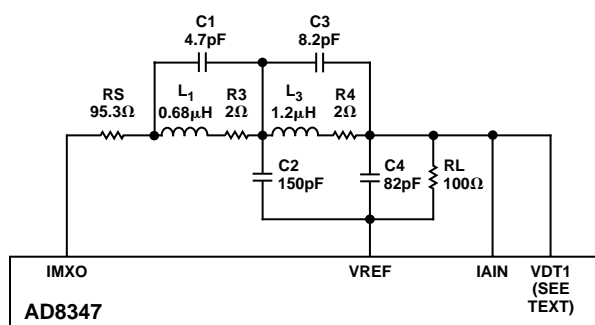 C1
4.7pF
C3
8.2pF
RS
95.3Ω
L1
0.68μH
R3
2Ω
L3
1.2μH
R4
2Ω
C2
150pF
C4
82pF
RL
100Ω
IMXO
VREF
IAIN
VDT1
(SEE
TEXT)
AD8347